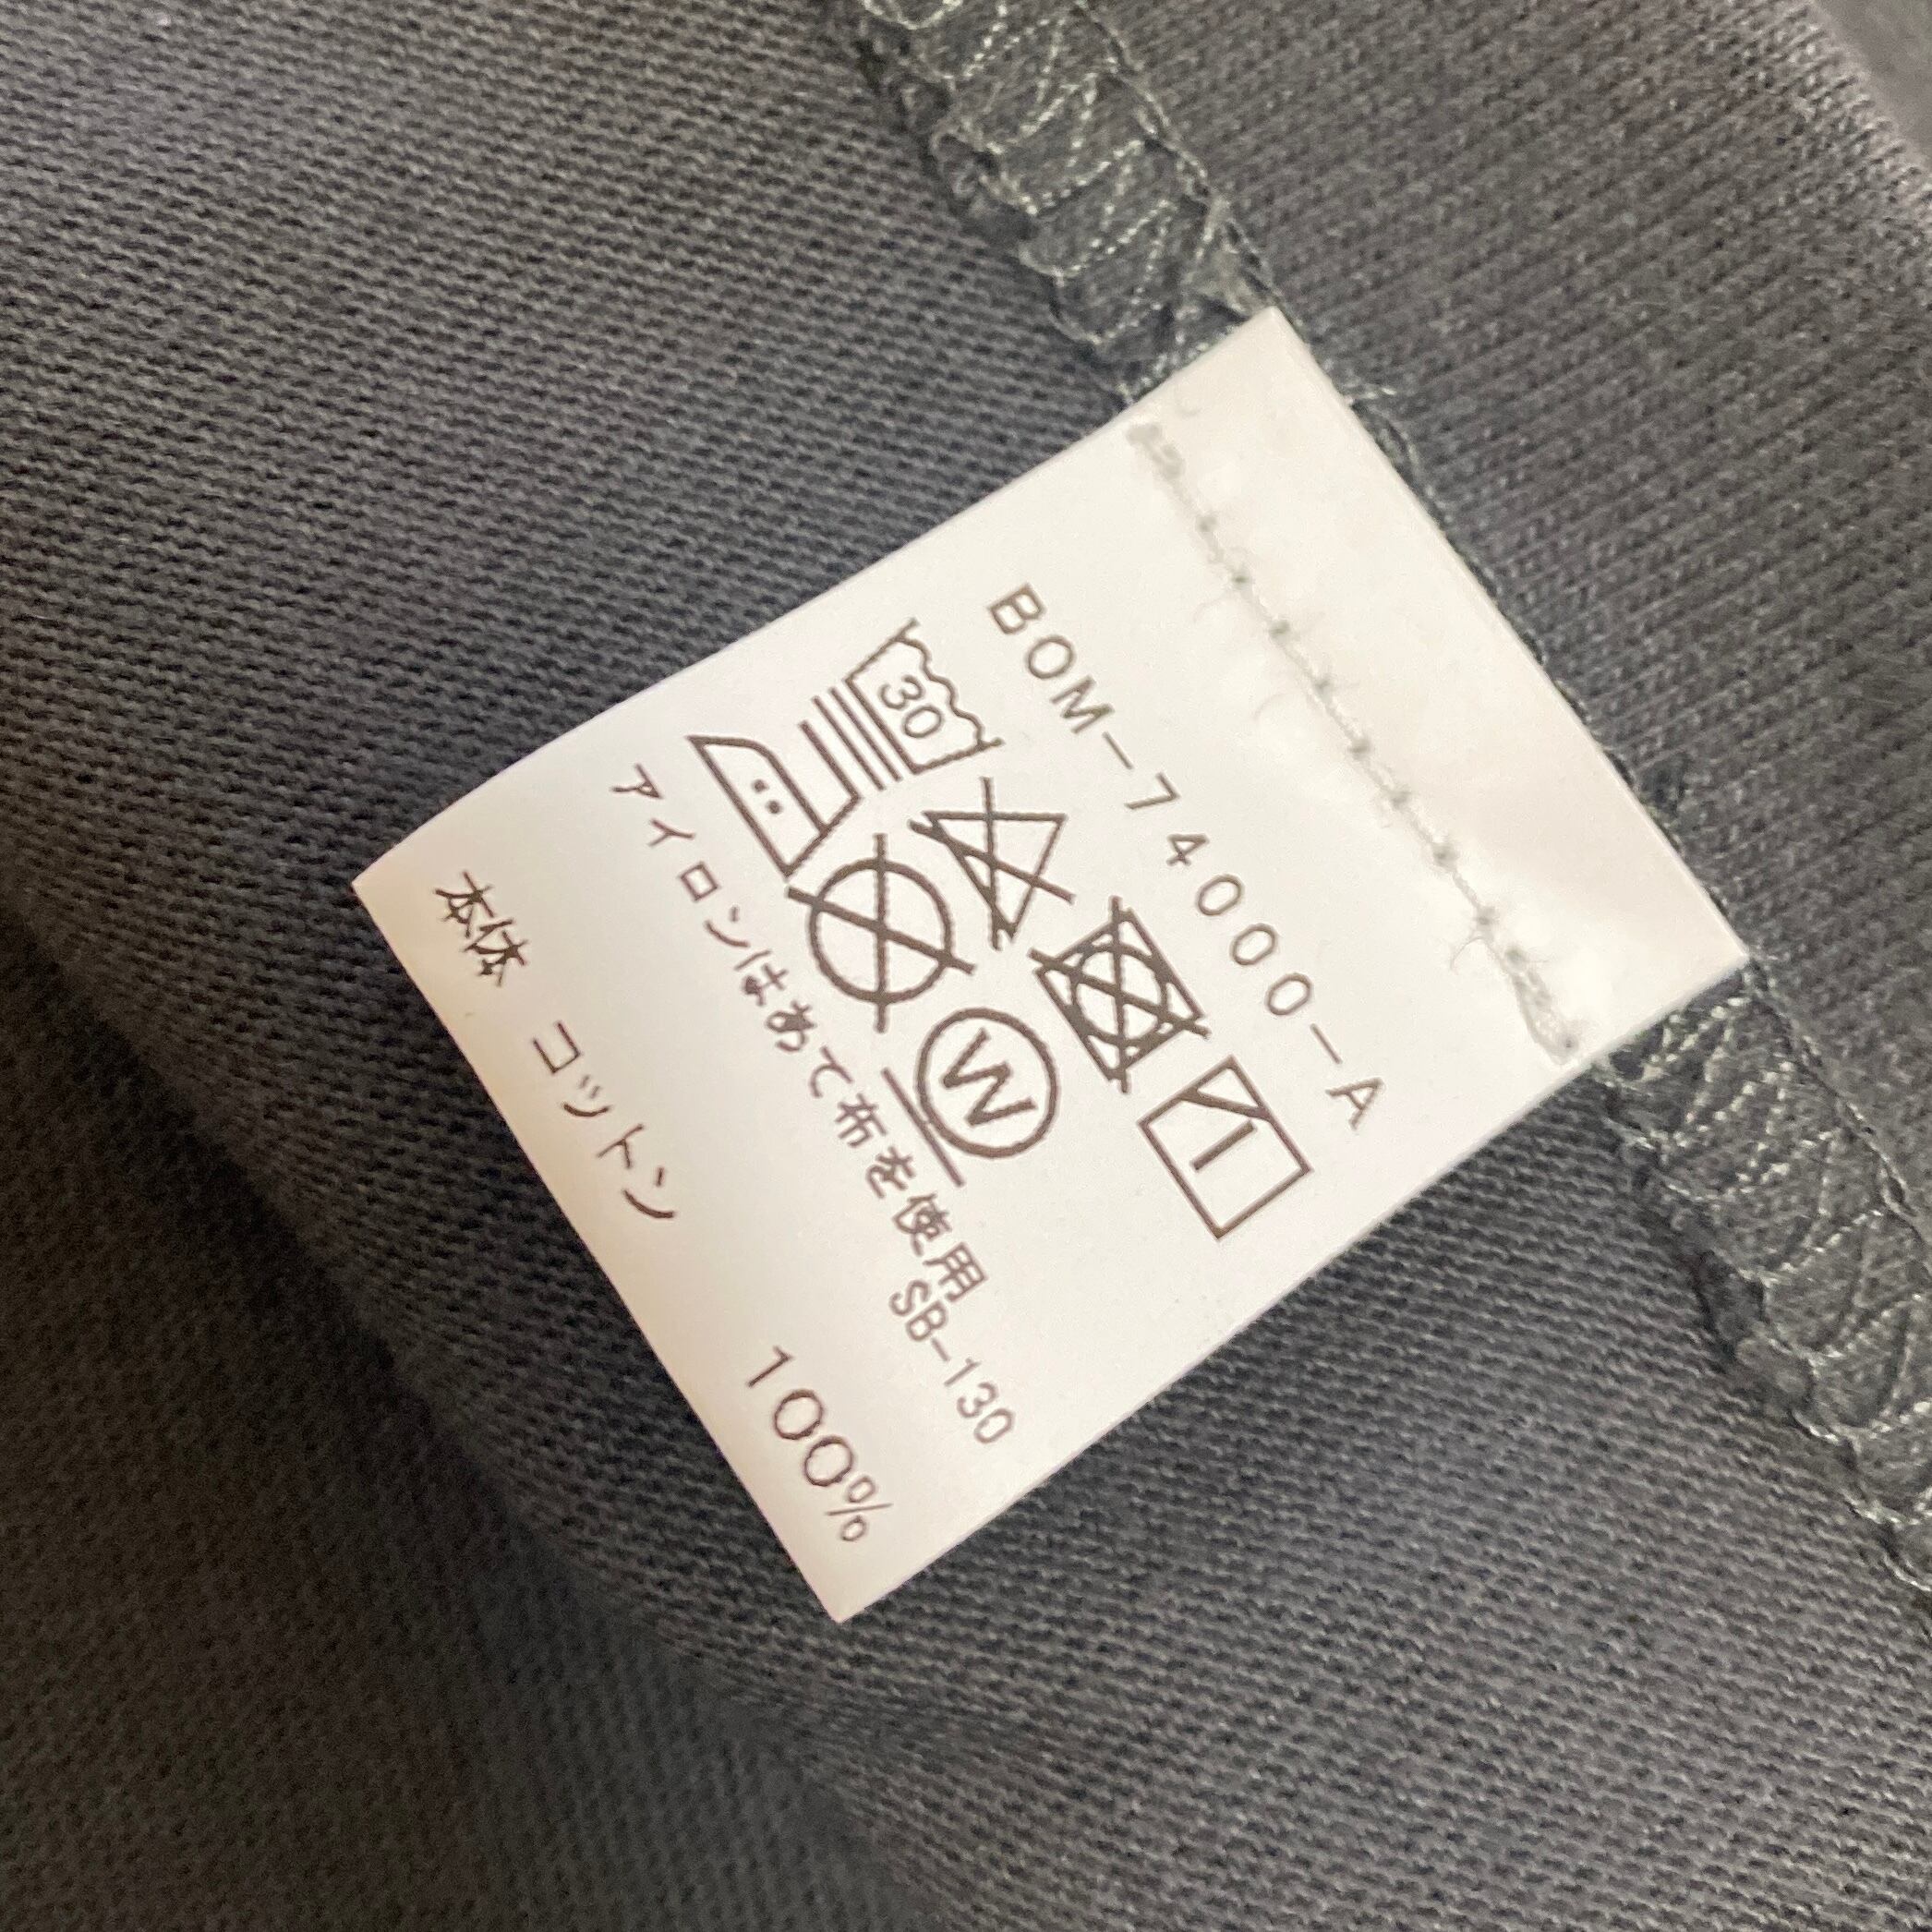 BOM-74000-A
30
W
アイロンはあて布を使用
SB-130
本体 コットン 100%